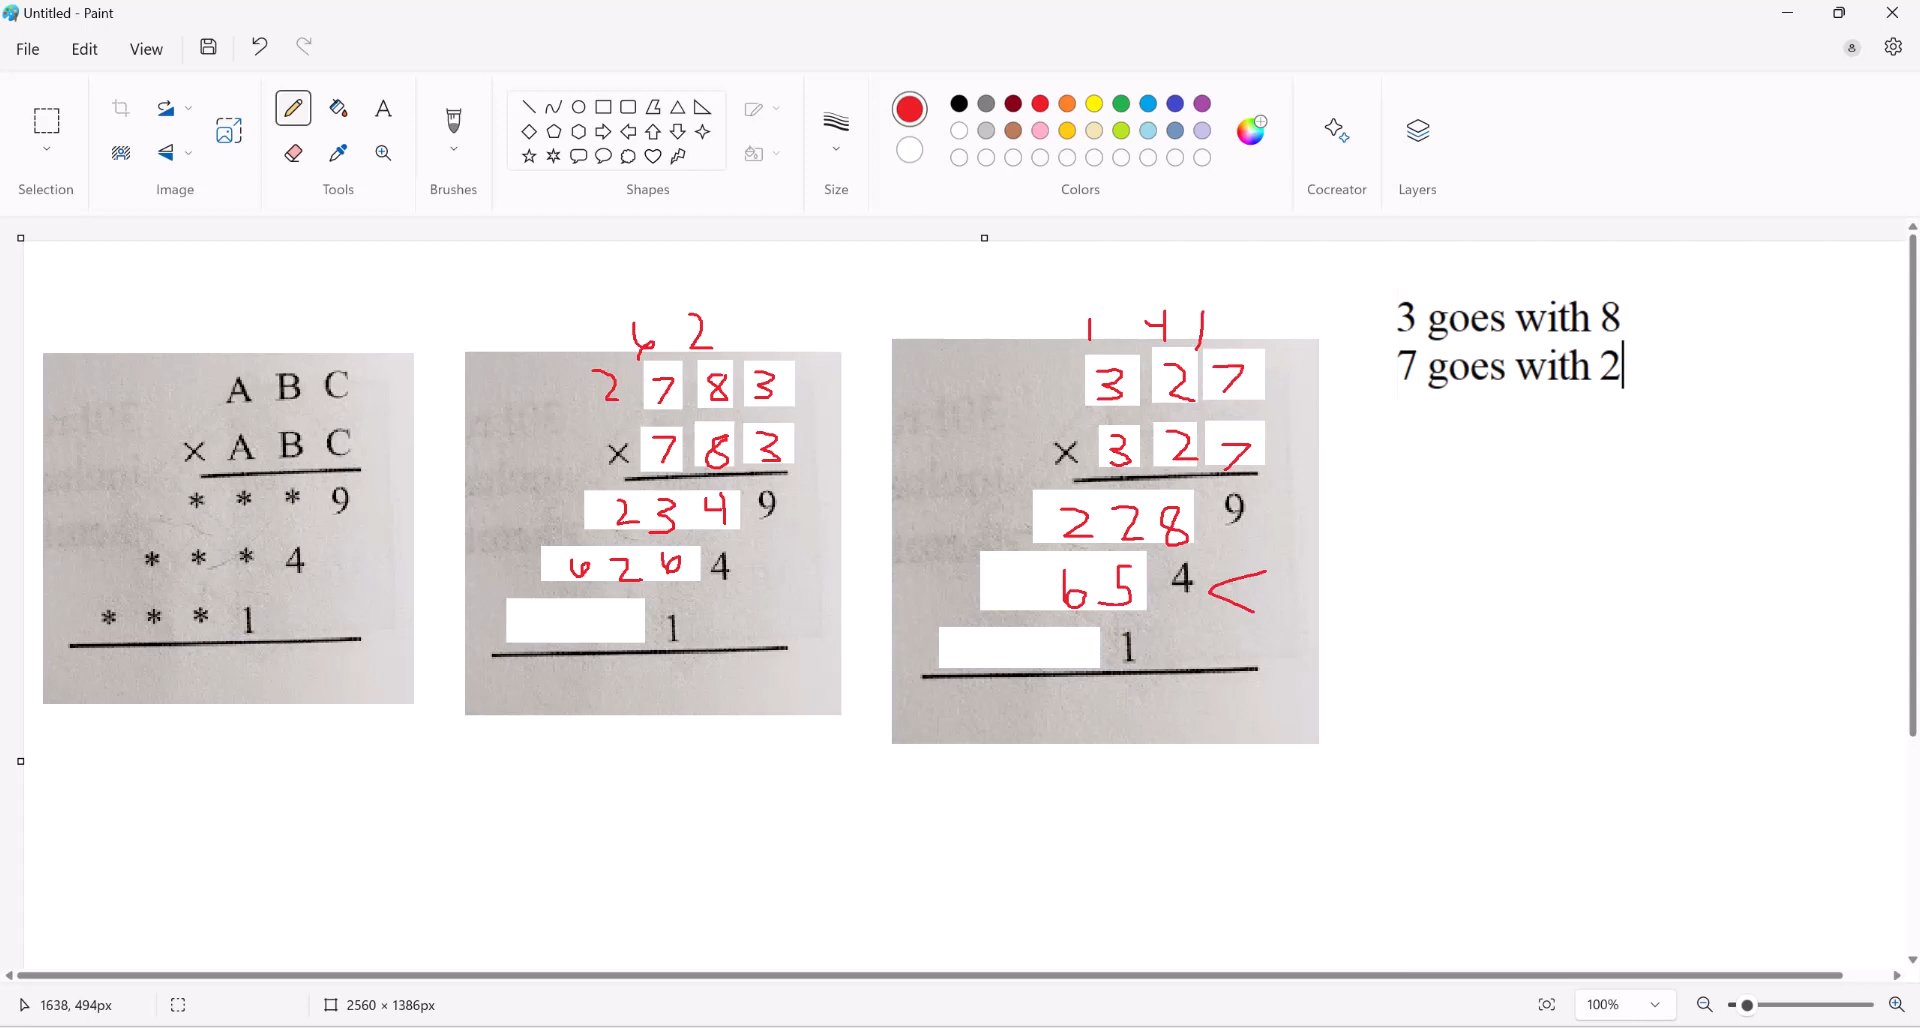 Untitled - Paint
File Edit View
Selection Image Tools Brushes Shapes Size Colors Cocreator Layers
A B C
× A B C
* * * 9
* * * 4
* * * 1
6 2
2 7 8 3
× 7 8 3
2 3 4 9
6 2 6 4
1
1 4 1
3 2 7
× 3 2 7
2 2 8 9
6 5 4 <
1
3 goes with 8
7 goes with 2
1638, 494px 2560 × 1386px 100%